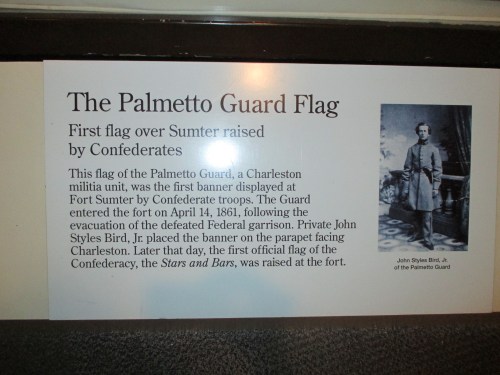 The Palmetto Guard Flag
First flag over Sumter raised
by Confederates
This flag of the Palmetto Guard, a Charleston
militia unit, was the first banner displayed at
Fort Sumter by Confederate troops. The Guard
entered the fort on April 14, 1861, following the
evacuation of the defeated Federal garrison. Private John
Styles Bird, Jr. placed the banner on the parapet facing
Charleston. Later that day, the first official flag of the
Confederacy, the Stars and Bars, was raised at the fort.
John Styles Bird, Jr.
of the Palmetto Guard